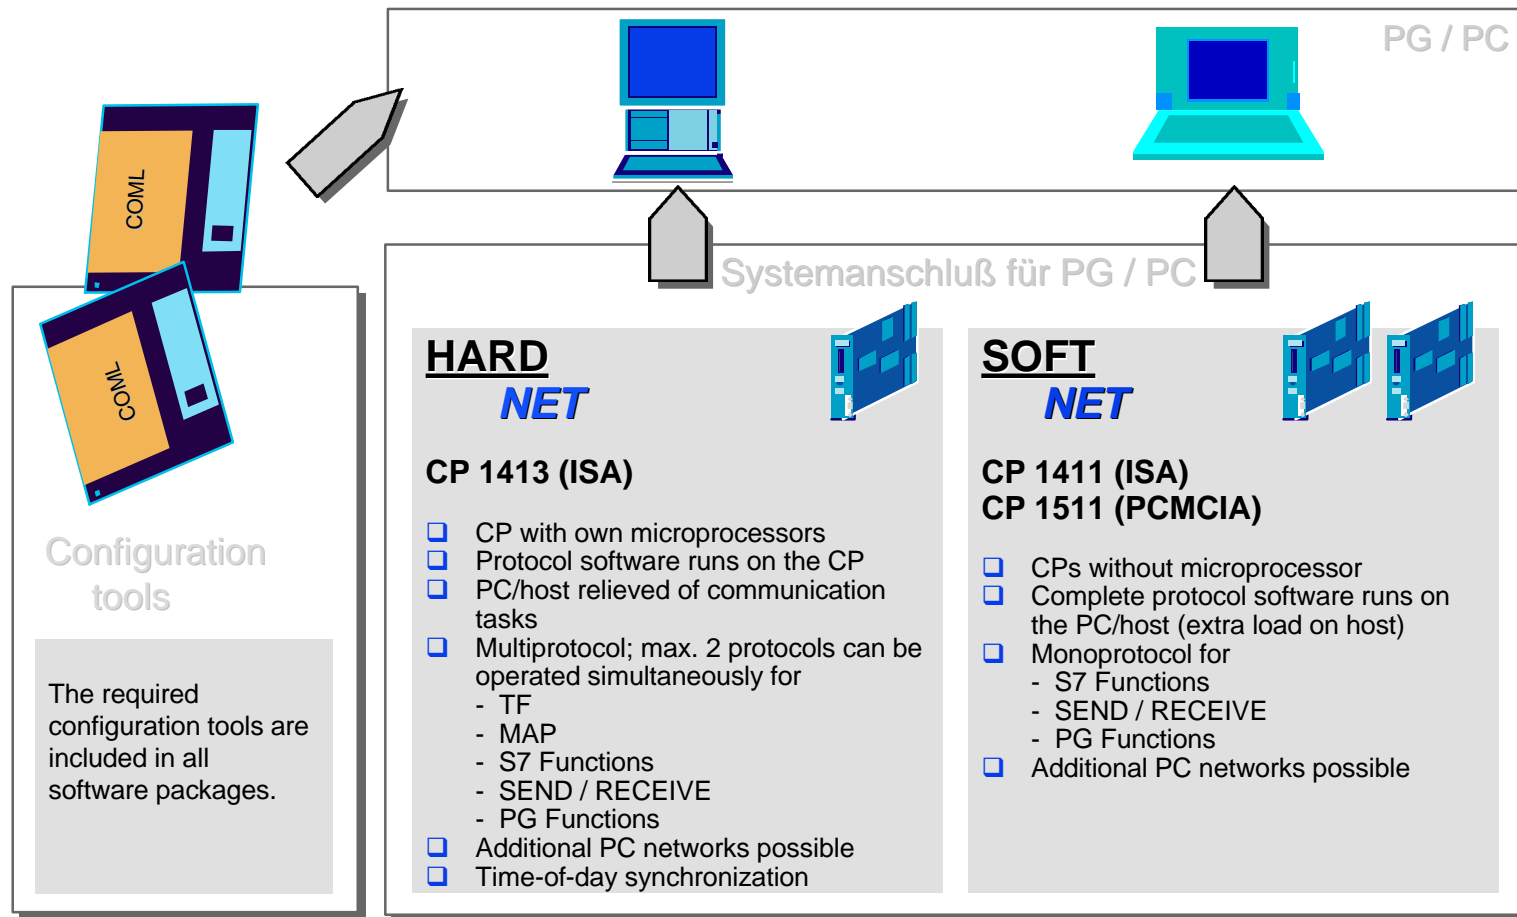 PG / PC
COML
COML
Configuration
tools
The required
configuration tools are
included in all
software packages.
Systemanschluß für PG / PC
HARD
NET
CP 1413 (ISA)
CP with own microprocessors
Protocol software runs on the CP
PC/host relieved of communication
tasks
Multiprotocol; max. 2 protocols can be
operated simultaneously for
- TF
- MAP
- S7 Functions
- SEND / RECEIVE
- PG Functions
Additional PC networks possible
Time-of-day synchronization
SOFT
NET
CP 1411 (ISA)
CP 1511 (PCMCIA)
CPs without microprocessor
Complete protocol software runs on
the PC/host (extra load on host)
Monoprotocol for
- S7 Functions
- SEND / RECEIVE
- PG Functions
Additional PC networks possible